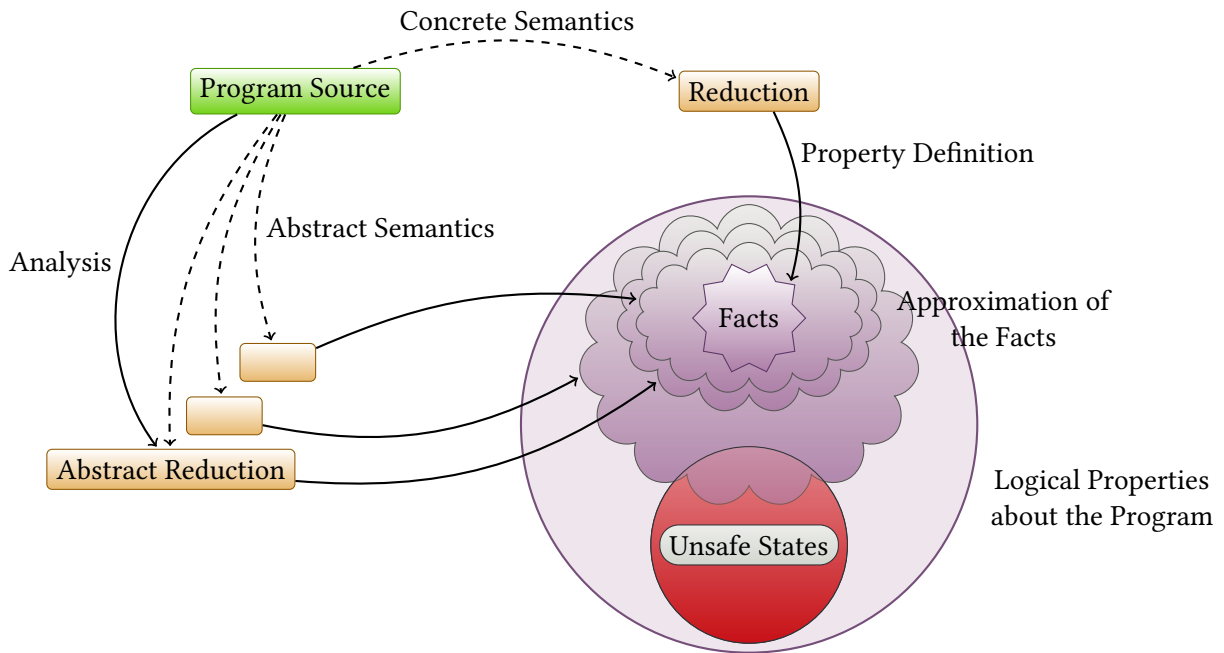 Concrete Semantics
Program Source
Reduction
Property Definition
Abstract Semantics
Analysis
Facts
Approximation of
the Facts
Abstract Reduction
Logical Properties
about the Program
Unsafe States